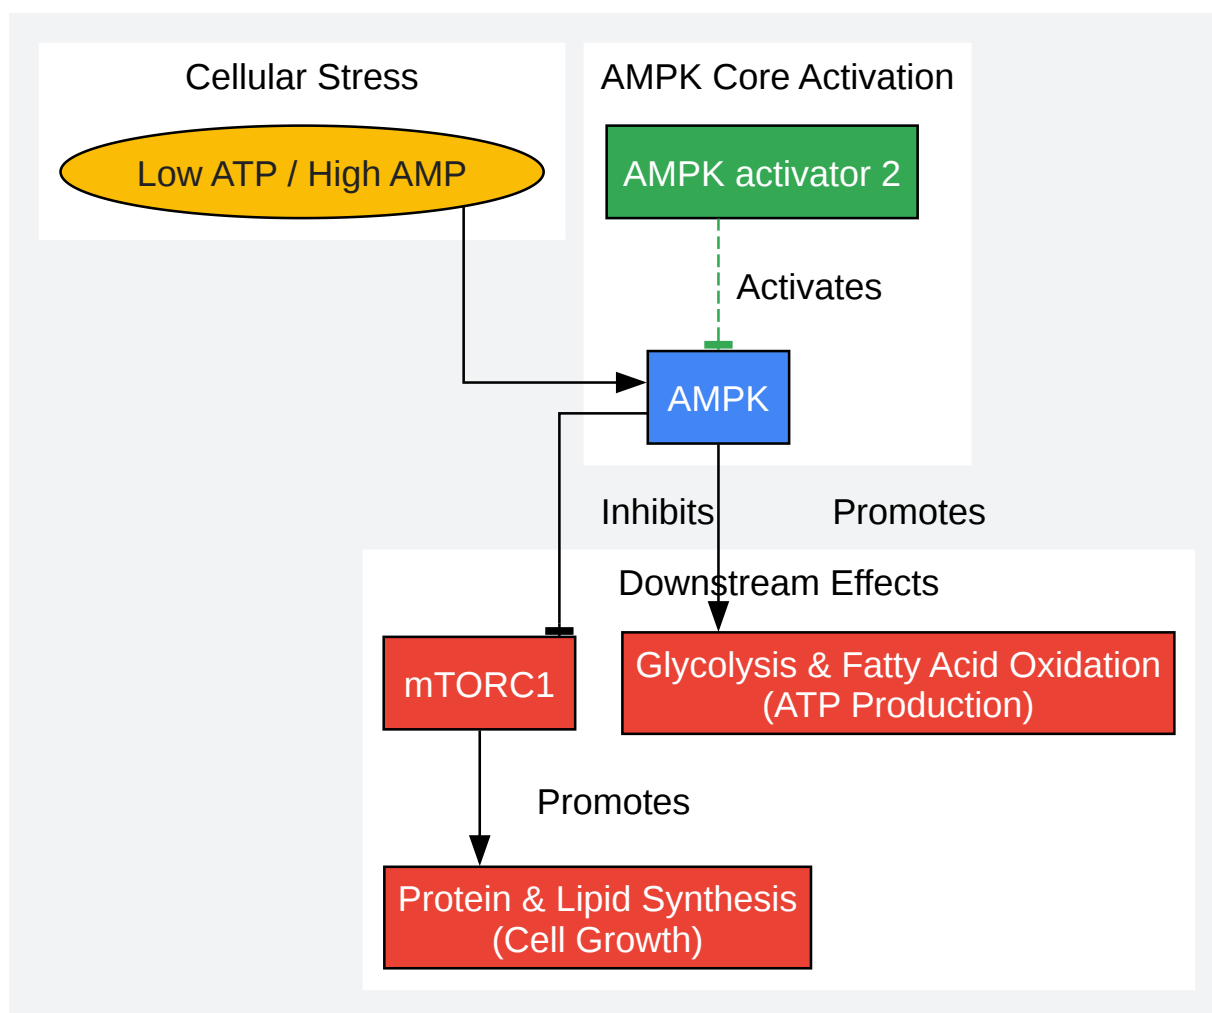 Cellular Stress
AMPK Core Activation
Low ATP / High AMP
AMPK activator 2
Activates
AMPK
Inhibits
Promotes
Downstream Effects
mTORC1
Glycolysis & Fatty Acid Oxidation
(ATP Production)
Promotes
Protein & Lipid Synthesis
(Cell Growth)